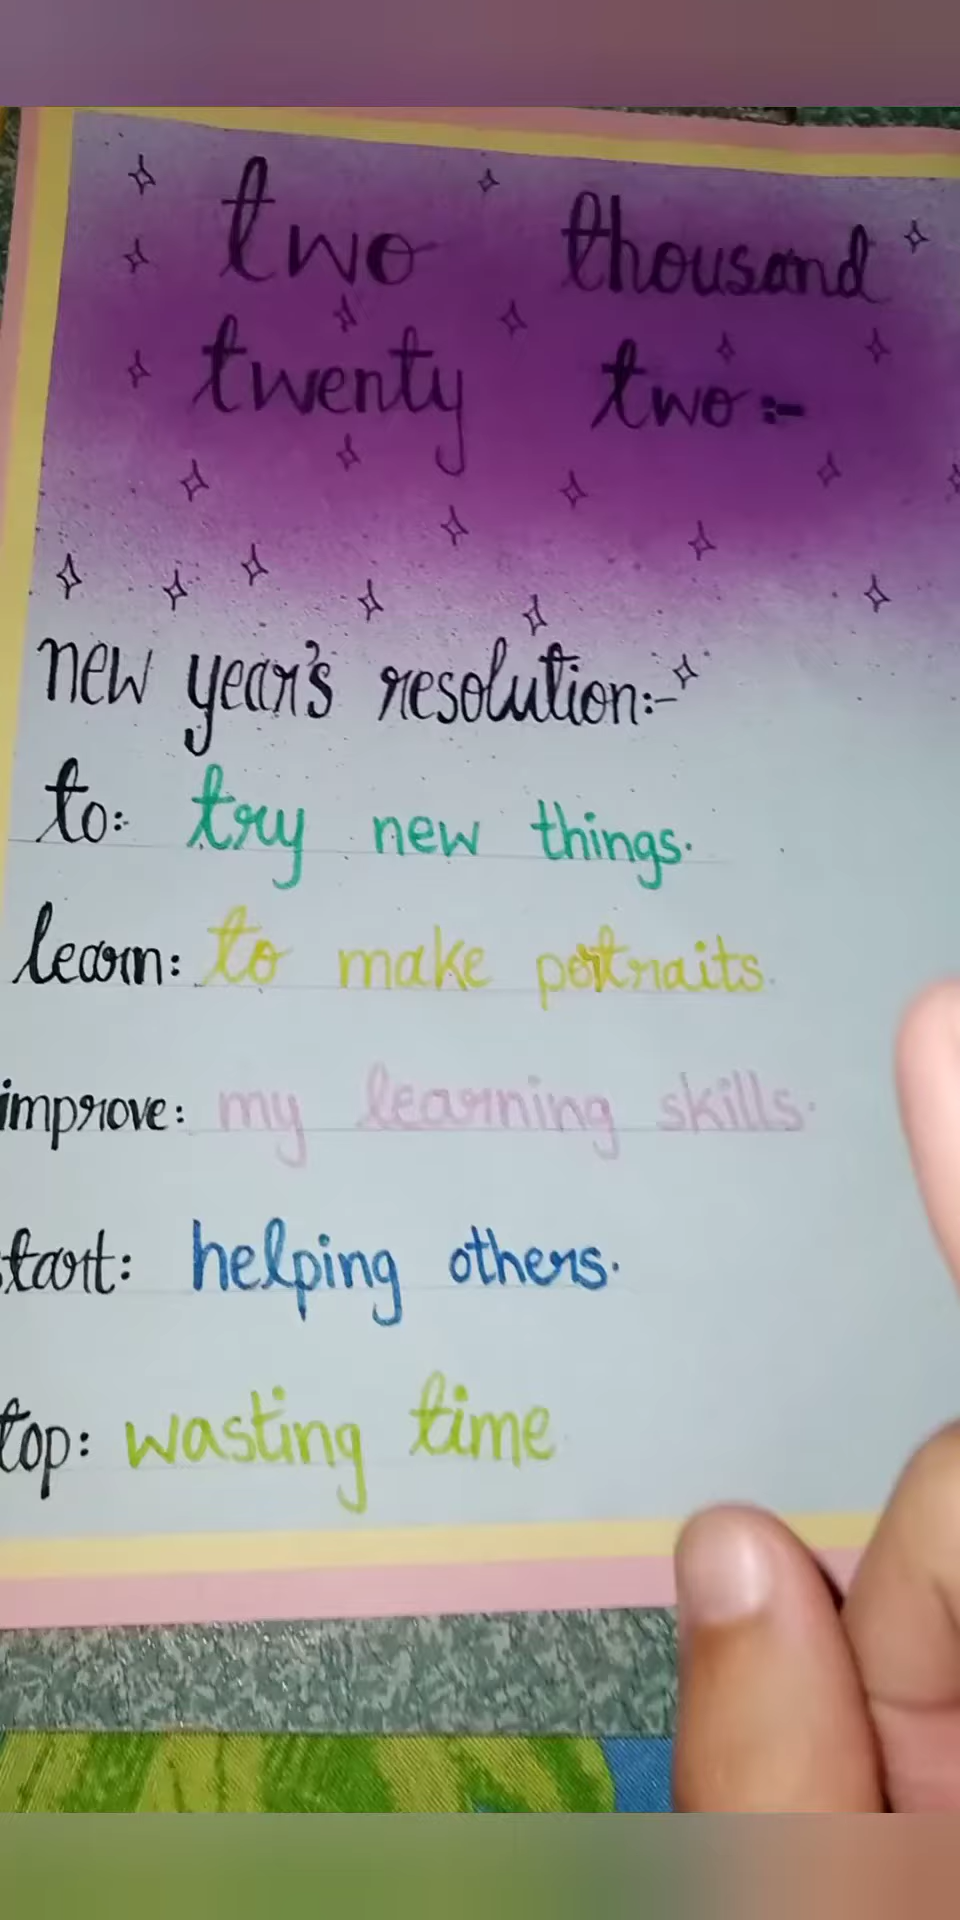 two thousand
twenty two:-
new year's resolution:-
to: try new things.
learn: to make portraits.
improve: my learning skills.
tart: helping others.
top: wasting time